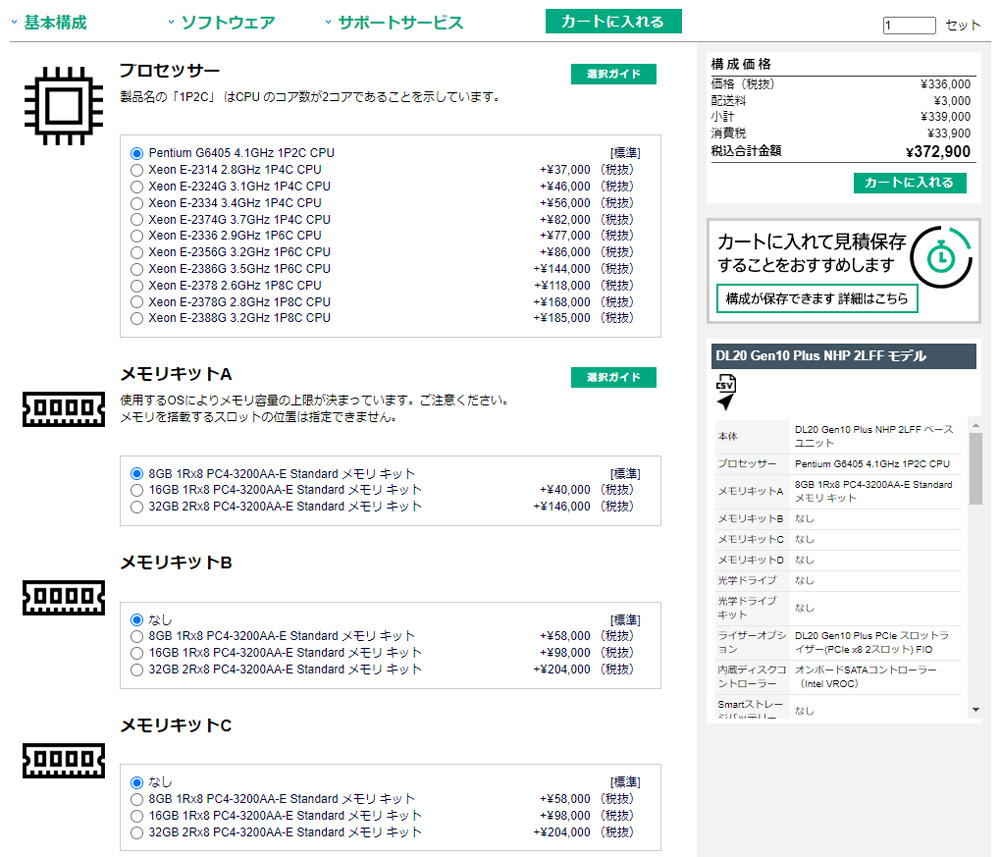 基本構成
ソフトウェア
サポートサービス
カートに入れる
1 セット
プロセッサー
選択ガイド
製品名の「1P2C」 はCPU のコア数が2コアであることを示しています。
Pentium G6405 4.1GHz 1P2C CPU [標準]
Xeon E-2314 2.8GHz 1P4C CPU +¥37,000 （税抜）
Xeon E-2324G 3.1GHz 1P4C CPU +¥46,000 （税抜）
Xeon E-2334 3.4GHz 1P4C CPU +¥56,000 （税抜）
Xeon E-2374G 3.7GHz 1P4C CPU +¥82,000 （税抜）
Xeon E-2336 2.9GHz 1P6C CPU +¥77,000 （税抜）
Xeon E-2356G 3.2GHz 1P6C CPU +¥86,000 （税抜）
Xeon E-2386G 3.5GHz 1P6C CPU +¥144,000 （税抜）
Xeon E-2378 2.6GHz 1P8C CPU +¥118,000 （税抜）
Xeon E-2378G 2.8GHz 1P8C CPU +¥168,000 （税抜）
Xeon E-2388G 3.2GHz 1P8C CPU +¥185,000 （税抜）
メモリキットA
選択ガイド
使用するOSによりメモリ容量の上限が決まっています。ご注意ください。
メモリを搭載するスロットの位置は指定できません。
8GB 1Rx8 PC4-3200AA-E Standard メモリ キット [標準]
16GB 1Rx8 PC4-3200AA-E Standard メモリ キット +¥40,000 （税抜）
32GB 2Rx8 PC4-3200AA-E Standard メモリ キット +¥146,000 （税抜）
メモリキットB
なし [標準]
8GB 1Rx8 PC4-3200AA-E Standard メモリ キット +¥58,000 （税抜）
16GB 1Rx8 PC4-3200AA-E Standard メモリ キット +¥98,000 （税抜）
32GB 2Rx8 PC4-3200AA-E Standard メモリ キット +¥204,000 （税抜）
メモリキットC
なし [標準]
8GB 1Rx8 PC4-3200AA-E Standard メモリ キット +¥58,000 （税抜）
16GB 1Rx8 PC4-3200AA-E Standard メモリ キット +¥98,000 （税抜）
32GB 2Rx8 PC4-3200AA-E Standard メモリ キット +¥204,000 （税抜）
構成価格
価格（税抜） ¥336,000
配送料 ¥3,000
小計 ¥339,000
消費税 ¥33,900
税込合計金額 ¥372,900
カートに入れる
カートに入れて見積保存
することをおすすめします
構成が保存できます 詳細はこちら
DL20 Gen10 Plus NHP 2LFF モデル
CSV
本体 DL20 Gen10 Plus NHP 2LFF ベース
ユニット
プロセッサー Pentium G6405 4.1GHz 1P2C CPU
メモリキットA 8GB 1Rx8 PC4-3200AA-E Standard
メモリ キット
メモリキットB なし
メモリキットC なし
メモリキットD なし
光学ドライブ なし
光学ドライブ
キット なし
ライザーオプシ DL20 Gen10 Plus PCIe スロットラ
ョン イザー(PCIe x8 2スロット) FIO
内蔵ディスクコ オンボードSATAコントローラー
ントローラー （Intel VROC）
Smartストレー
ジバッテリー なし